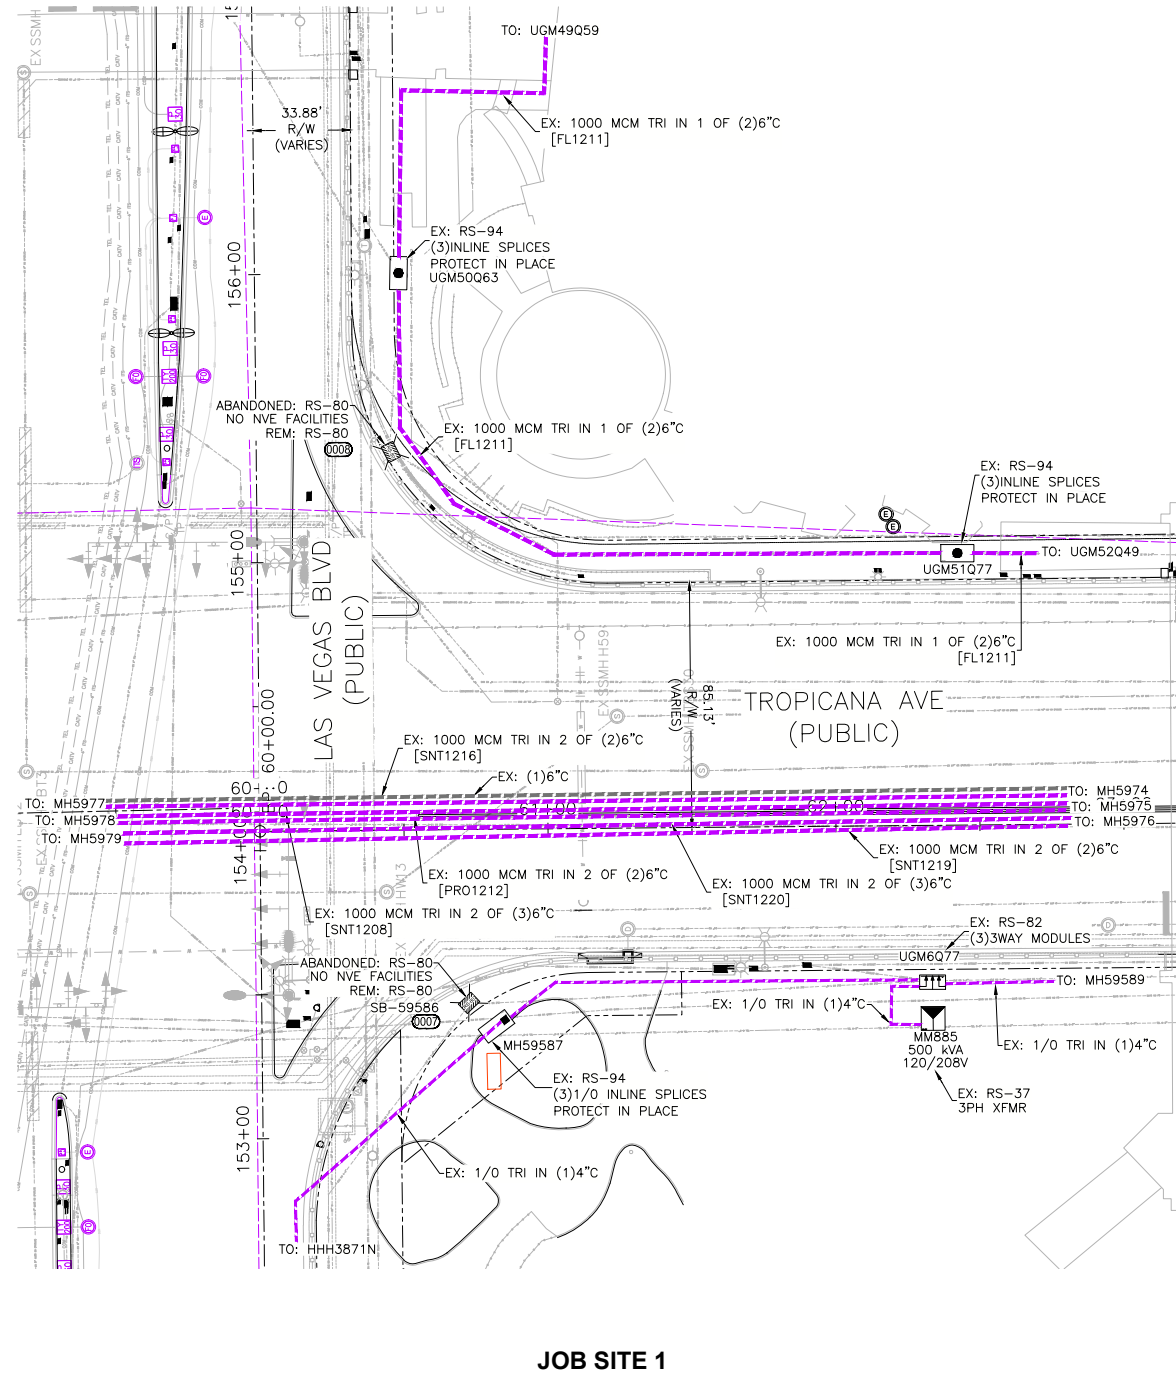 TO: UGM49Q59
EX SSMH
33.88'
R/W
(VARIES)
EX: 1000 MCM TRI IN 1 OF (2)6"C
[FL1211]
EX: RS-94
(3)INLINE SPLICES
PROTECT IN PLACE
UGM50Q63
156+00
ABANDONED: RS-80
NO NVE FACILITIES
REM: RS-80
0008
EX: 1000 MCM TRI IN 1 OF (2)6"C
[FL1211]
EX: RS-94
(3)INLINE SPLICES
PROTECT IN PLACE
TO: UGM52Q49
UGM51Q77
155+00
LAS VEGAS BLVD
(PUBLIC)
EX: 1000 MCM TRI IN 1 OF (2)6"C
[FL1211]
85.13'
R/W
(VARIES)
TROPICANA AVE
(PUBLIC)
60+00.00
EX: 1000 MCM TRI IN 2 OF (2)6"C
[SNT1216]
EX: (1)6"C
TO: MH5977
TO: MH5978
TO: MH5979
61+00
62+00
TO: MH5974
TO: MH5975
TO: MH5976
154+00
EX: 1000 MCM TRI IN 2 OF (2)6"C
[SNT1219]
EX: 1000 MCM TRI IN 2 OF (2)6"C
[PRO1212]
EX: 1000 MCM TRI IN 2 OF (3)6"C
[SNT1220]
EX: 1000 MCM TRI IN 2 OF (3)6"C
[SNT1208]
EX: RS-82
(3)3WAY MODULES
UGM6Q77
ABANDONED: RS-80
NO NVE FACILITIES
REM: RS-80
SB-59586
0007
TO: MH59589
EX: 1/0 TRI IN (1)4"C
MH59587
MM885
500 kVA
120/208V
EX: 1/0 TRI IN (1)4"C
EX: RS-94
(3)1/0 INLINE SPLICES
PROTECT IN PLACE
EX: RS-37
3PH XFMR
153+00
EX: 1/0 TRI IN (1)4"C
TO: HHH3871N
JOB SITE 1